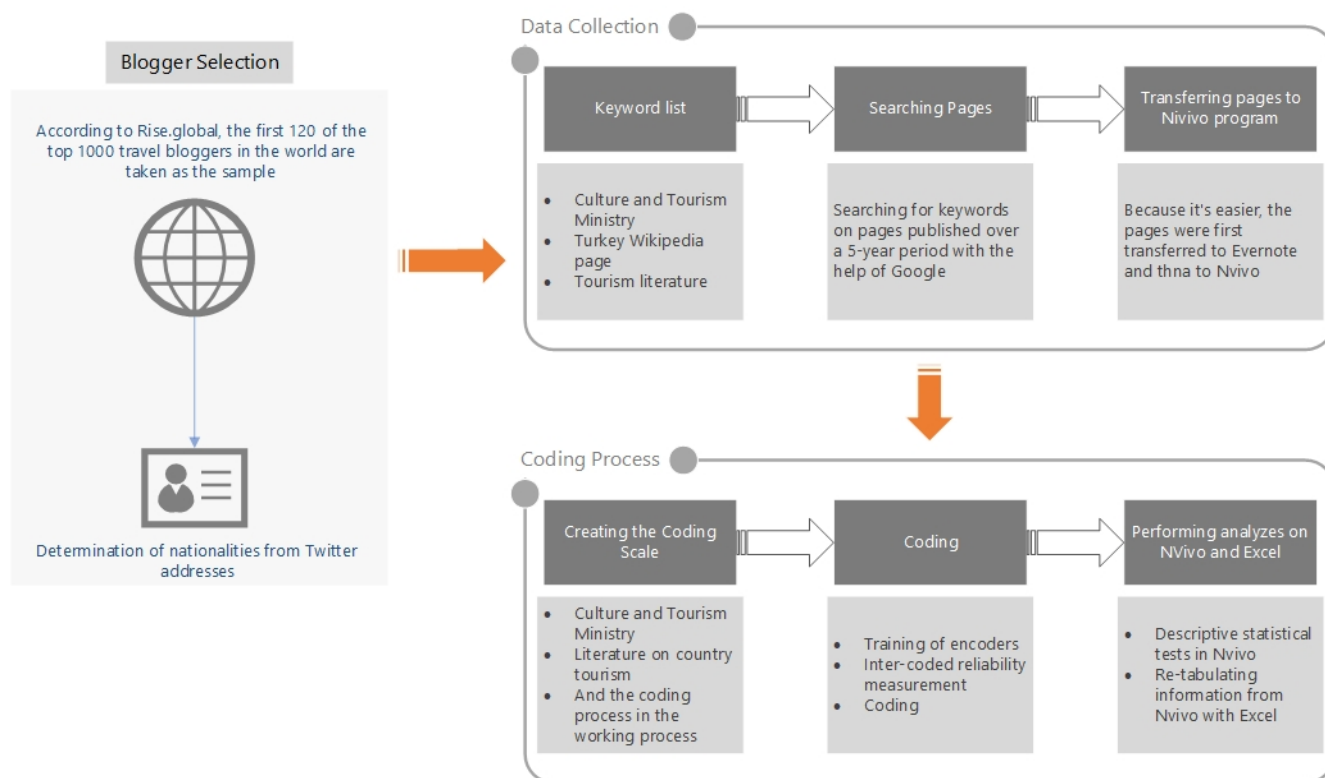 Blogger Selection
According to Rise.global, the first 120 of the
top 1000 travel bloggers in the world are
taken as the sample
Determination of nationalities from Twitter
addresses
Data Collection
Keyword list
Culture and Tourism
Ministry
Turkey Wikipedia
page
Tourism literature
Searching Pages
Searching for keywords
on pages published over
a 5-year period with the
help of Google
Transferring pages to
Nivivo program
Because it's easier, the
pages were first
transferred to Evernote
and thna to Nvivo
Coding Process
Creating the Coding
Scale
Culture and Tourism
Ministry
Literature on country
tourism
And the coding
process in the
working process
Coding
Training of encoders
Inter-coded reliability
measurement
Coding
Performing analyzes on
NVivo and Excel
Descriptive statistical
tests in Nvivo
Re-tabulating
information from
Nvivo with Excel